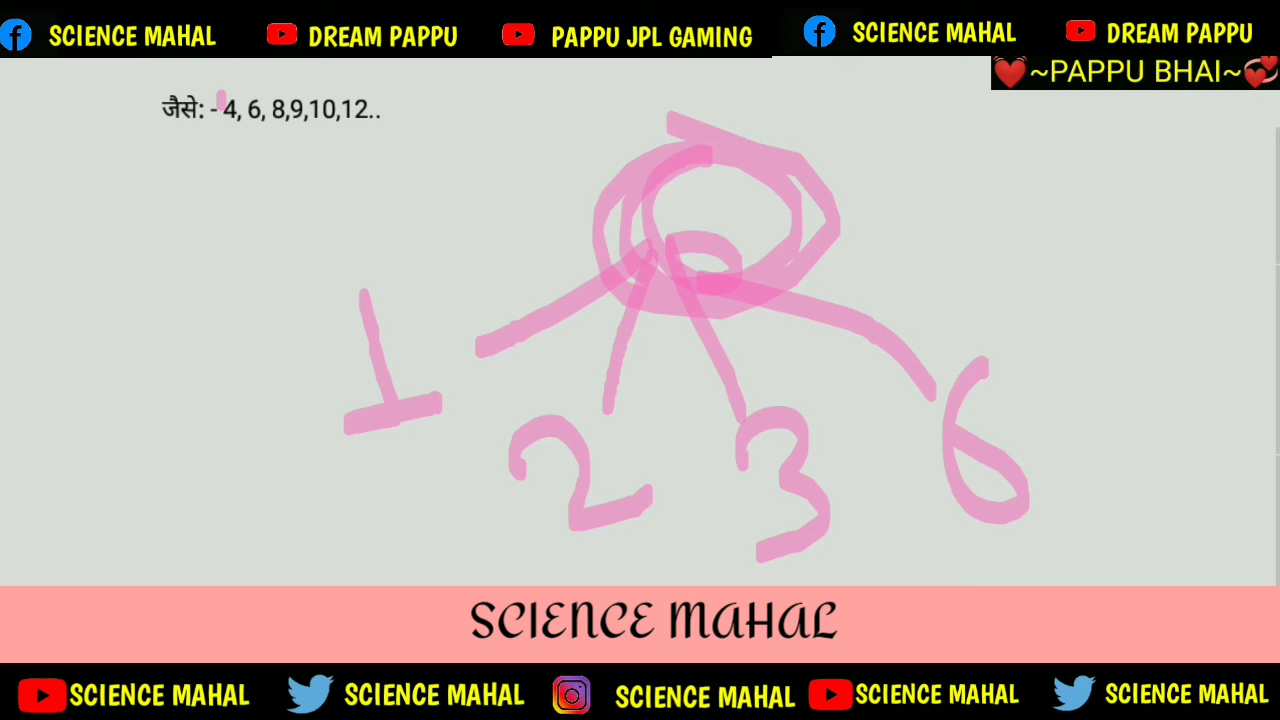 SCIENCE MAHAL DREAM PAPPU PAPPU JPL GAMING SCIENCE MAHAL DREAM PAPPU
~PAPPU BHAI~
जैसे: - 4, 6, 8,9,10,12..
6
1 2 3 6
SCIENCE MAHAL
SCIENCE MAHAL SCIENCE MAHAL SCIENCE MAHAL SCIENCE MAHAL SCIENCE MAHAL